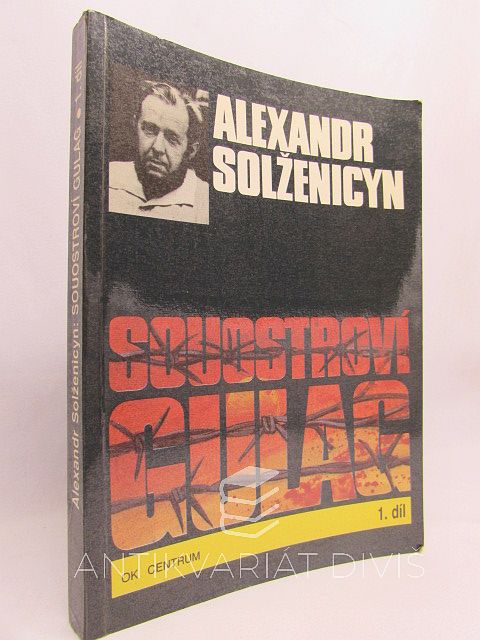 ALEXANDR
SOLŽENICYN
SOUOSTROVÍ
GULAG
1. díl
OK CENTRUM
Alexandr Solženicyn: SOUOSTROVÍ GULAG • 1. díl
ANTIKVARIÁT DIVIŠ